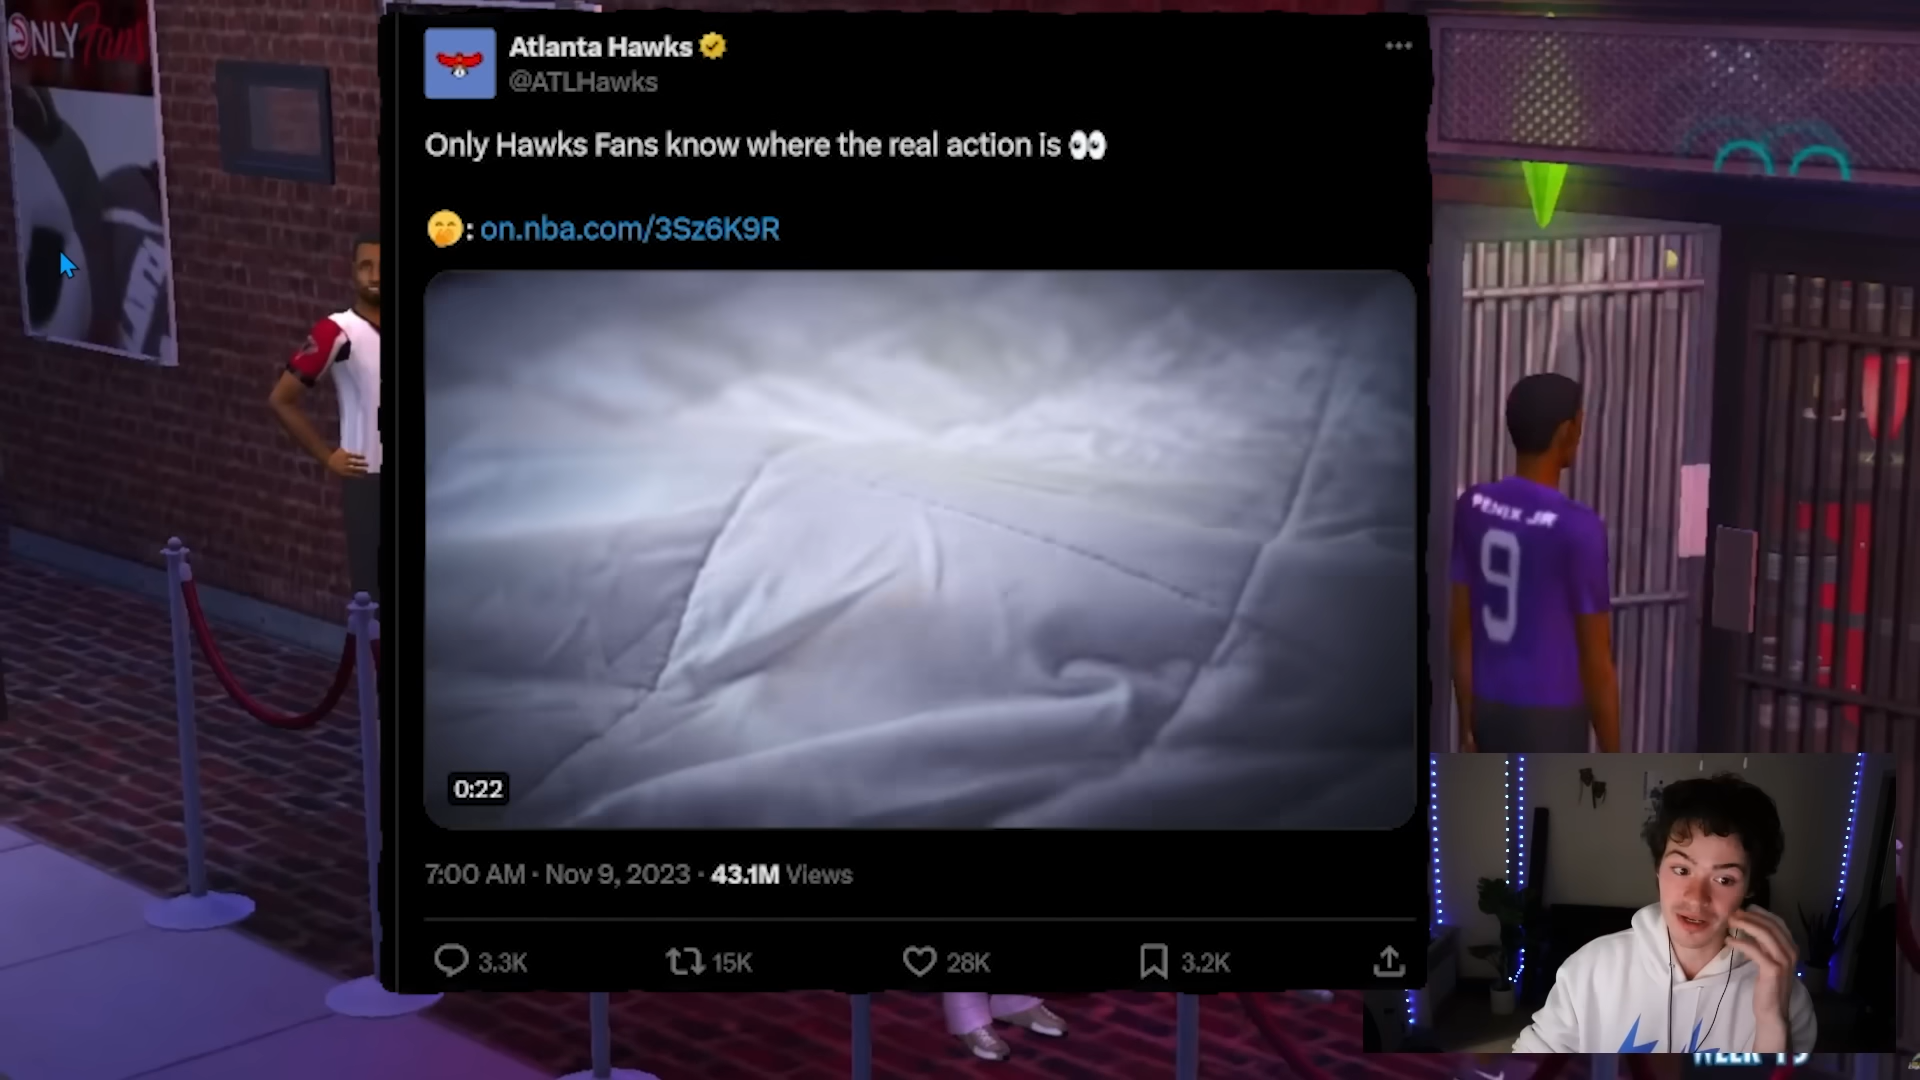 ONLY Fans
Atlanta Hawks
@ATLHawks
Only Hawks Fans know where the real action is 👀
🤭: on.nba.com/3Sz6K9R
0:22
7:00 AM · Nov 9, 2023 · 43.1M Views
3.3K 15K 28K 3.2K
PENIX JR
9